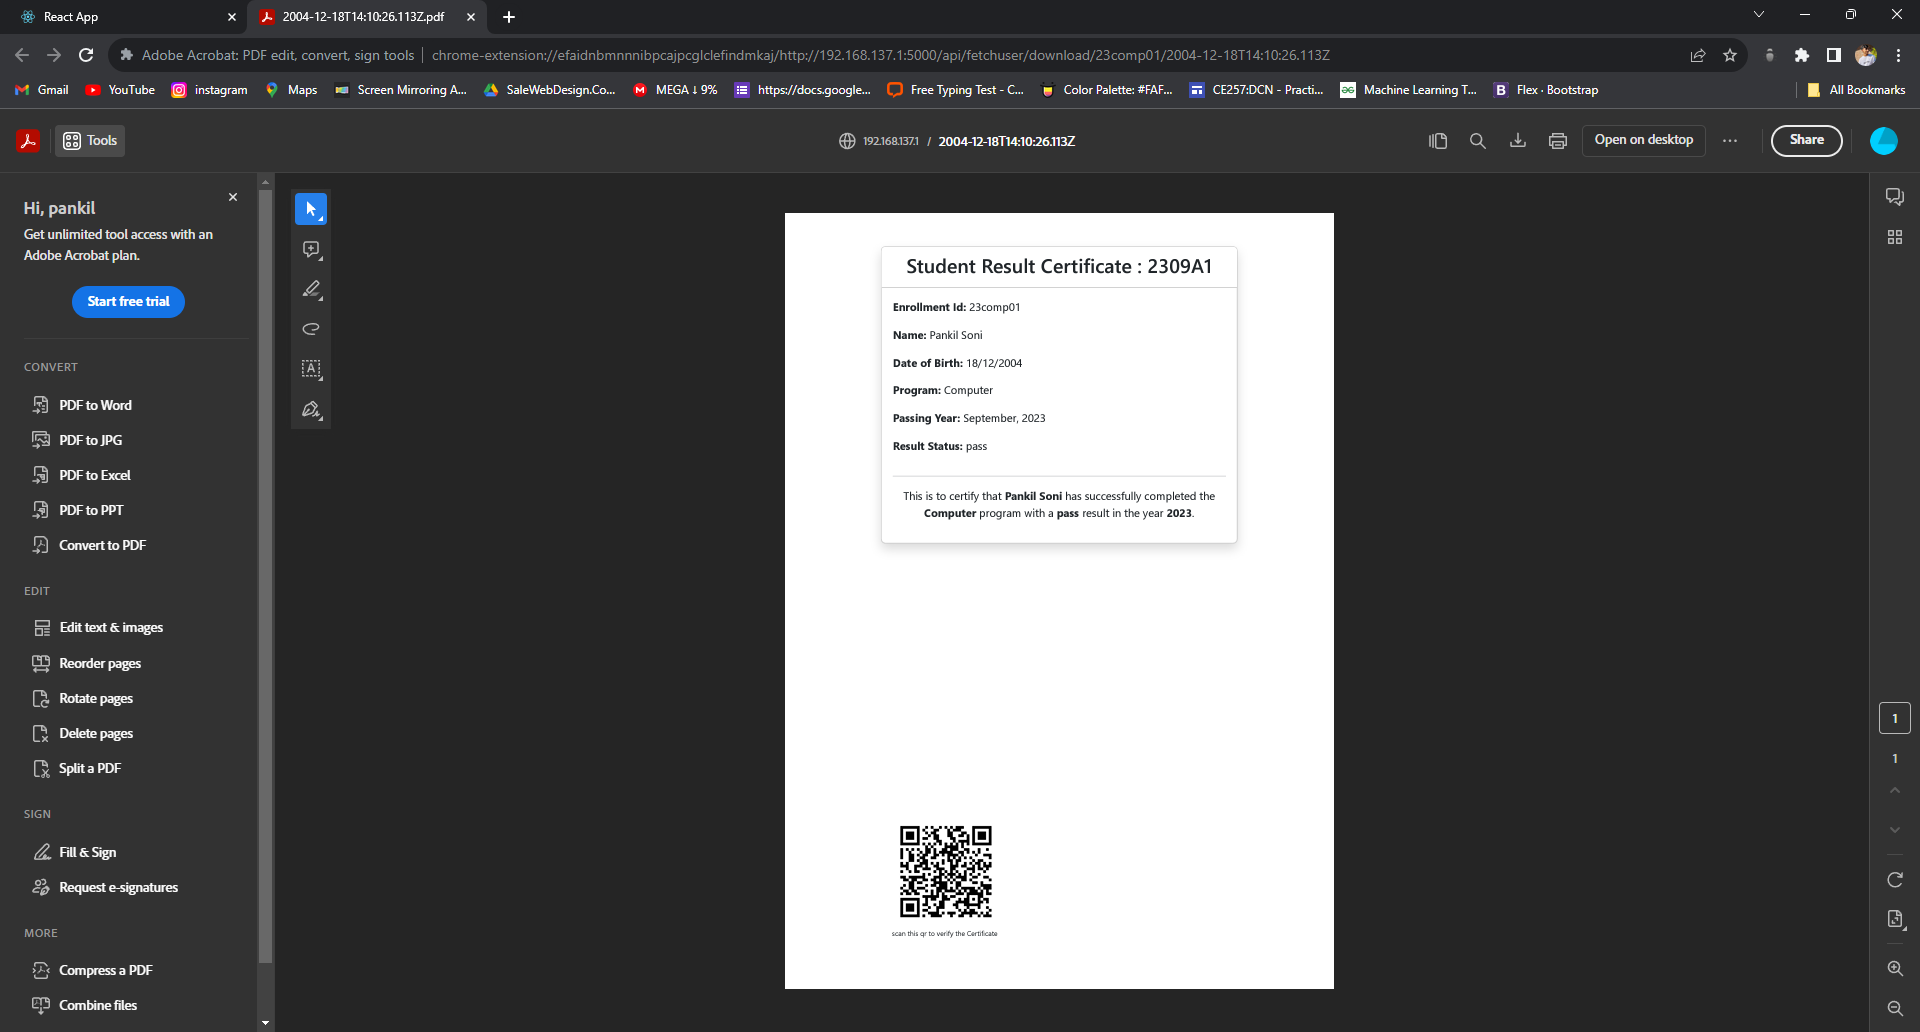 React App
2004-12-18T14:10:26.113Z.pdf
Adobe Acrobat: PDF edit, convert, sign tools
chrome-extension://efaidnbmnnnibpcajpcglclefindmkaj/http://192.168.137.1:5000/api/fetchuser/download/23comp01/2004-12-18T14:10:26.113Z
Gmail
YouTube
instagram
Maps
Screen Mirroring A...
SaleWebDesign.Co...
MEGA ↓ 9%
https://docs.google...
Free Typing Test - C...
Color Palette: #FAF...
CE257:DCN - Practi...
Machine Learning T...
Flex · Bootstrap
All Bookmarks
Tools
192.168.137.1 / 2004-12-18T14:10:26.113Z
Open on desktop
Share
Hi, pankil
Get unlimited tool access with an
Adobe Acrobat plan.
Start free trial
CONVERT
PDF to Word
PDF to JPG
PDF to Excel
PDF to PPT
Convert to PDF
EDIT
Edit text & images
Reorder pages
Rotate pages
Delete pages
Split a PDF
SIGN
Fill & Sign
Request e-signatures
MORE
Compress a PDF
Combine files
Student Result Certificate : 2309A1
Enrollment Id: 23comp01
Name: Pankil Soni
Date of Birth: 18/12/2004
Program: Computer
Passing Year: September, 2023
Result Status: pass
This is to certify that Pankil Soni has successfully completed the
Computer program with a pass result in the year 2023.
scan this qr to verify the Certificate
1
1